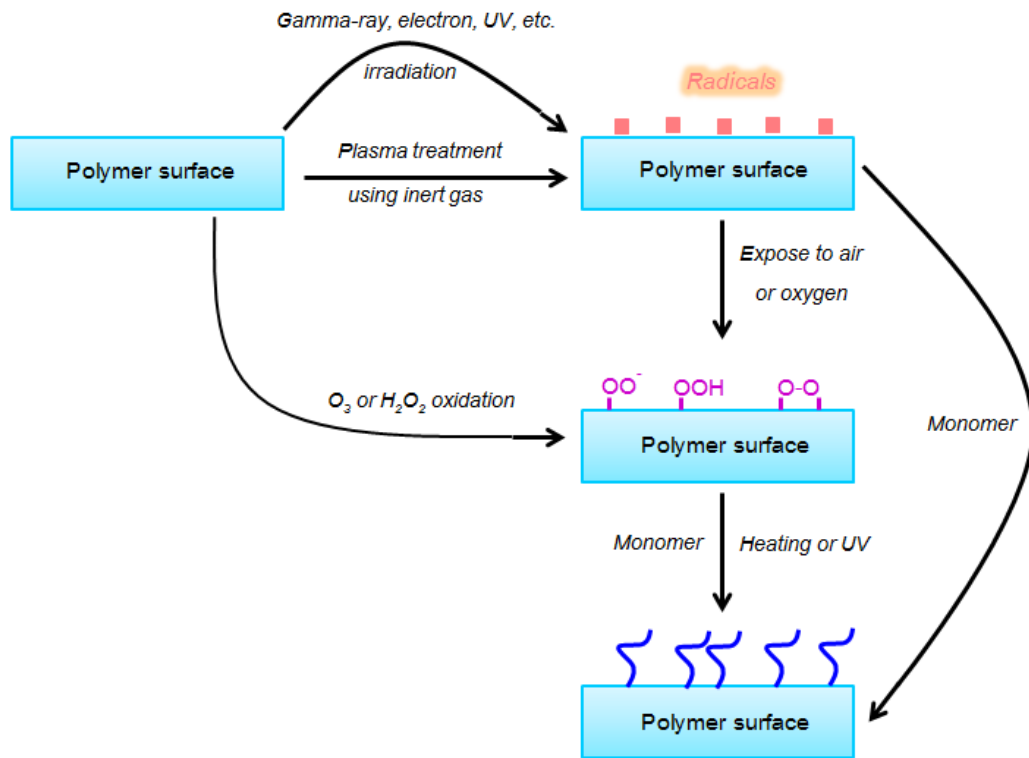 Gamma-ray, electron, UV, etc.
irradiation
Radicals
Polymer surface
Plasma treatment
using inert gas
Polymer surface
Expose to air
or oxygen
O₃ or H₂O₂ oxidation
OO⁻ OOH O-O
Polymer surface
Monomer
Monomer
Heating or UV
Polymer surface